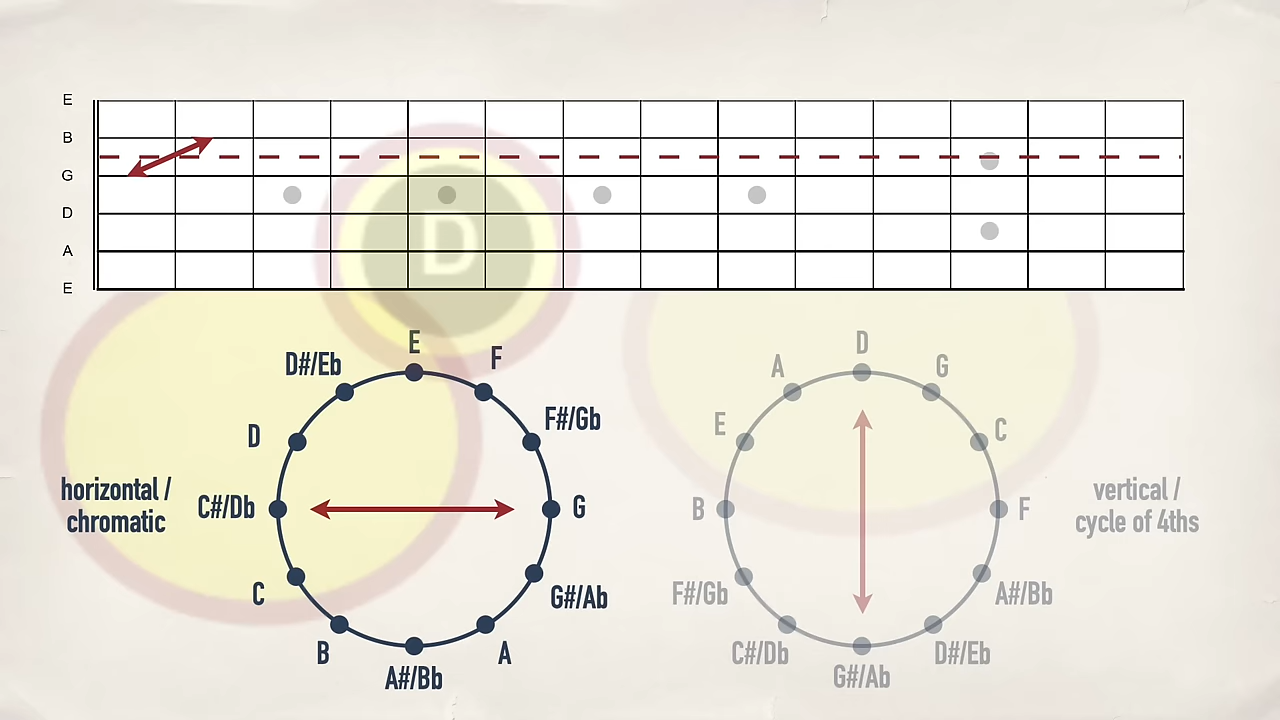 E
B
G
D
A
E
D
E
F
F#/Gb
G
G#/Ab
A
A#/Bb
B
C
C#/Db
D
D#/Eb
horizontal /
chromatic
D
G
C
F
A#/Bb
D#/Eb
G#/Ab
C#/Db
F#/Gb
B
E
A
vertical /
cycle of 4ths